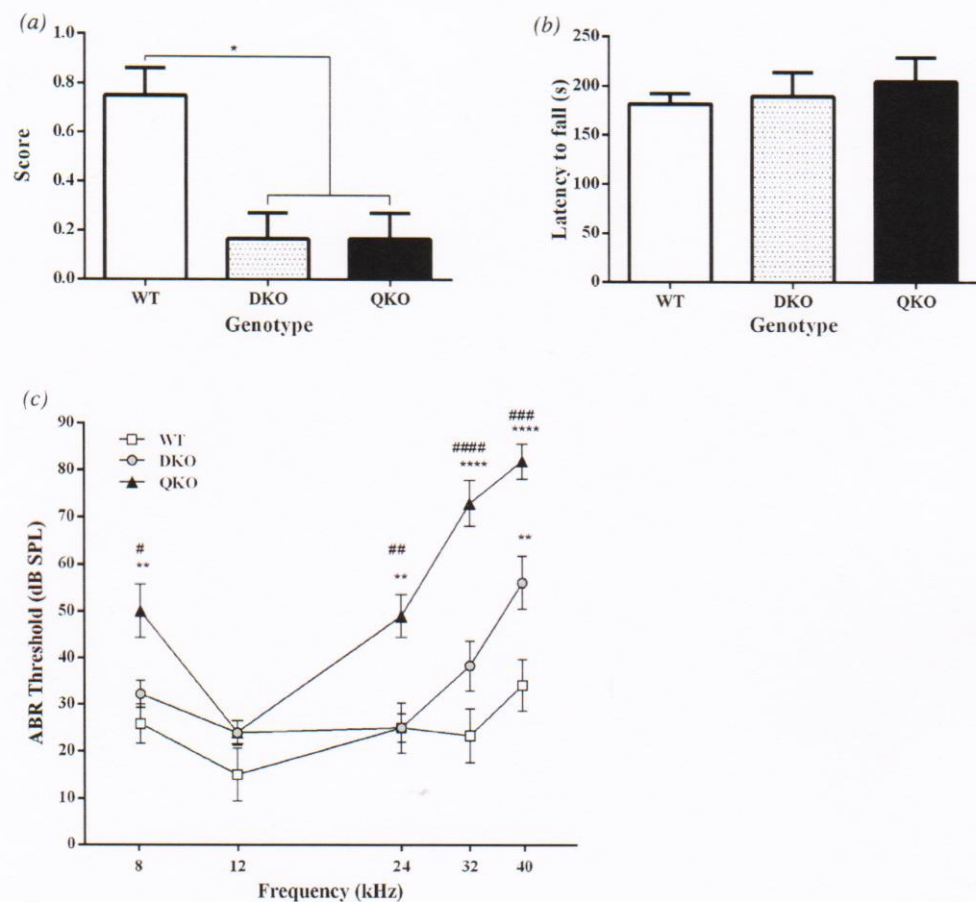 (a)
1.0
0.8
0.6
0.4
0.2
0.0
Score
*
WT
DKO
QKO
Genotype
(b)
250
200
150
100
50
0
Latency to fall (s)
WT
DKO
QKO
Genotype
(c)
90
80
70
60
50
40
30
20
10
0
ABR Threshold (dB SPL)
WT
DKO
QKO
#
**
##
**
####
****
###
****
**
8
12
24
32
40
Frequency (kHz)